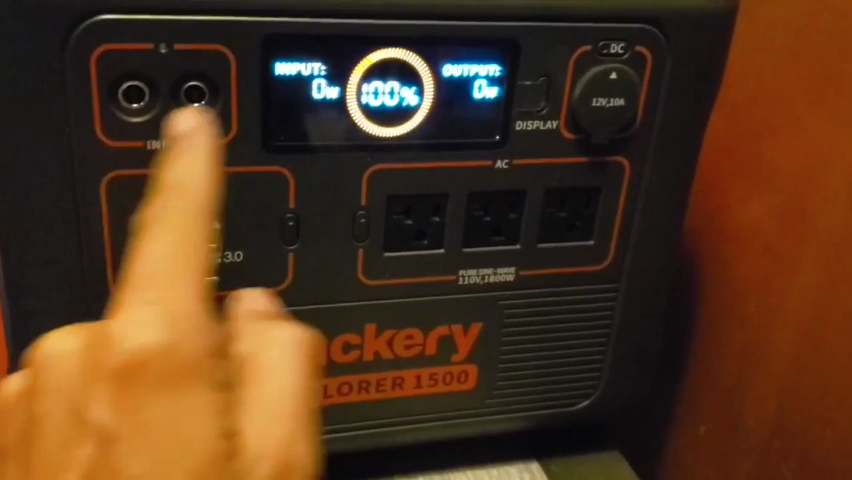 INPUT:
0W
100%
OUTPUT:
0W
DISPLAY
DC
12V,10A
AC
3.0
PURE SINE-WAVE
110V,1800W
ackery
LORER 1500